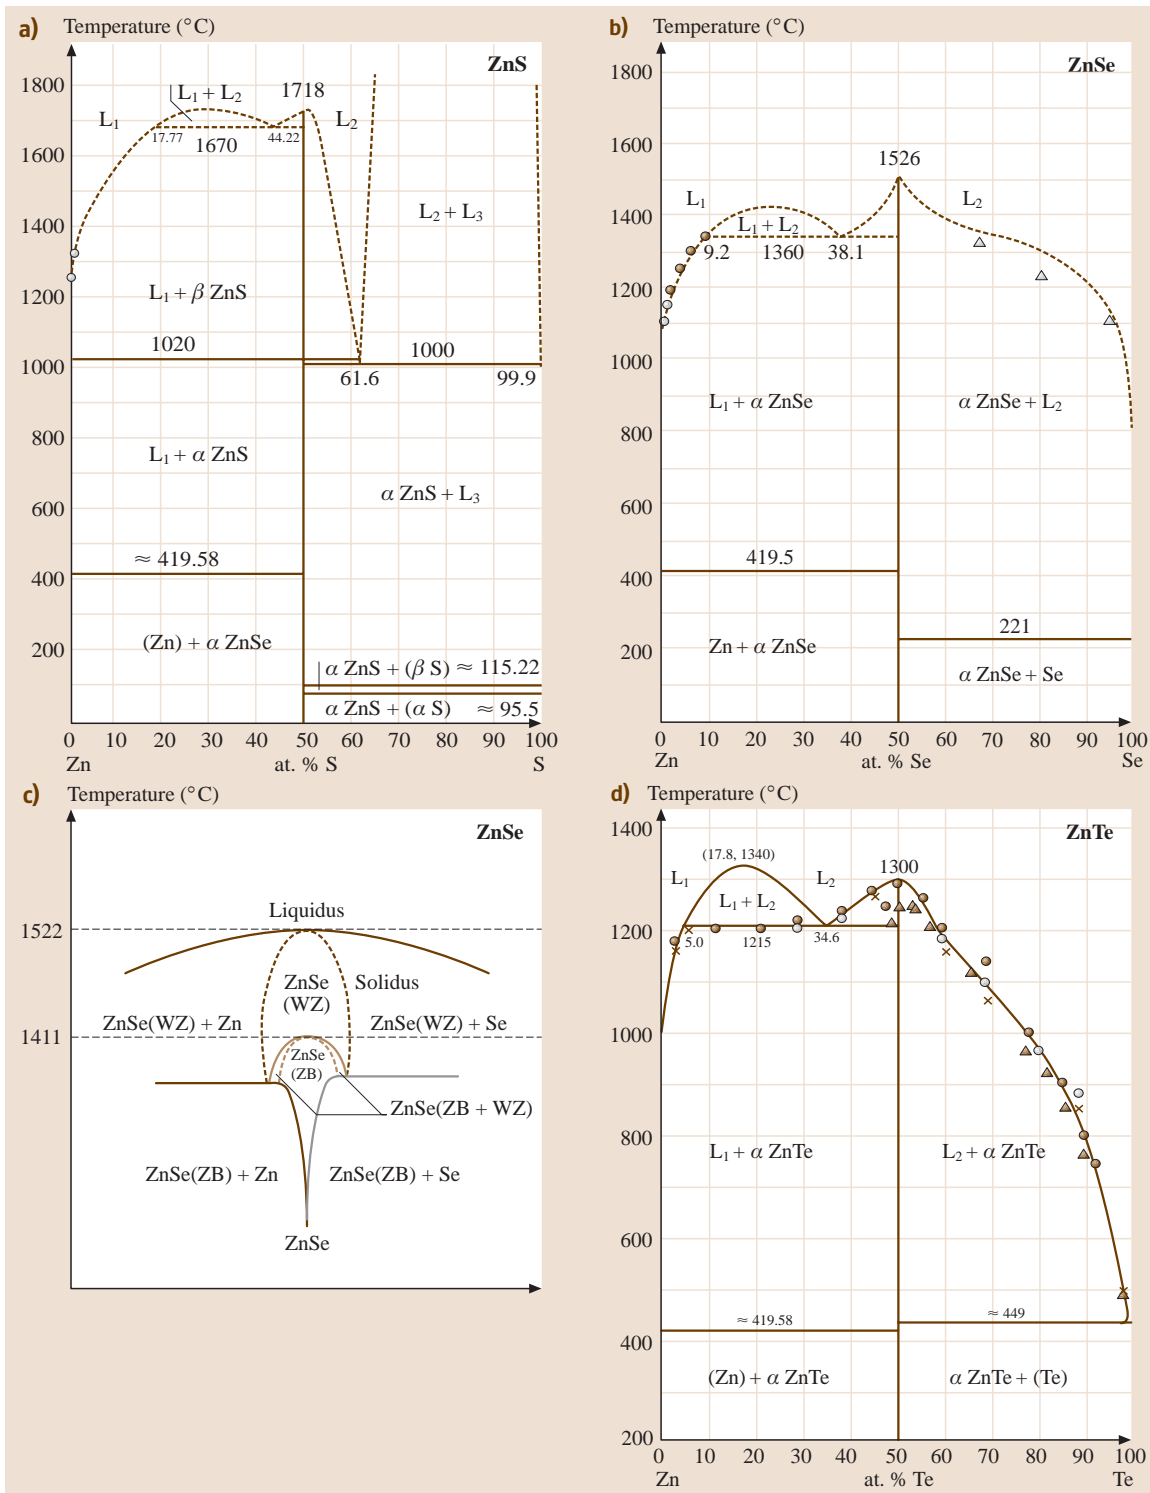 a) Temperature (°C)
ZnS
1800
1600
1400
1200
1000
800
600
400
200
L₁ + L₂
1718
L₁
L₂
17.77
1670
44.22
L₂ + L₃
L₁ + β ZnS
1020
1000
61.6
99.9
L₁ + α ZnS
α ZnS + L₃
≈ 419.58
(Zn) + α ZnSe
α ZnS + (β S) ≈ 115.22
α ZnS + (α S) ≈ 95.5
0 10 20 30 40 50 60 70 80 90 100
Zn at. % S S
b) Temperature (°C)
ZnSe
1800
1600
1400
1200
1000
800
600
400
200
1526
L₁
L₂
L₁ + L₂
9.2
1360
38.1
L₁ + α ZnSe
α ZnSe + L₂
419.5
221
Zn + α ZnSe
α ZnSe + Se
0 10 20 30 40 50 60 70 80 90 100
Zn at. % Se Se
c) Temperature (°C)
ZnSe
Liquidus
1522
ZnSe
(WZ)
Solidus
ZnSe(WZ) + Zn
ZnSe(WZ) + Se
1411
ZnSe
(ZB)
ZnSe(ZB + WZ)
ZnSe(ZB) + Zn
ZnSe(ZB) + Se
ZnSe
d) Temperature (°C)
ZnTe
1400
1200
1000
800
600
400
200
(17.8, 1340)
1300
L₁
L₂
L₁ + L₂
5.0
1215
34.6
L₁ + α ZnTe
L₂ + α ZnTe
≈ 419.58
≈ 449
(Zn) + α ZnTe
α ZnTe + (Te)
0 10 20 30 40 50 60 70 80 90 100
Zn at. % Te Te